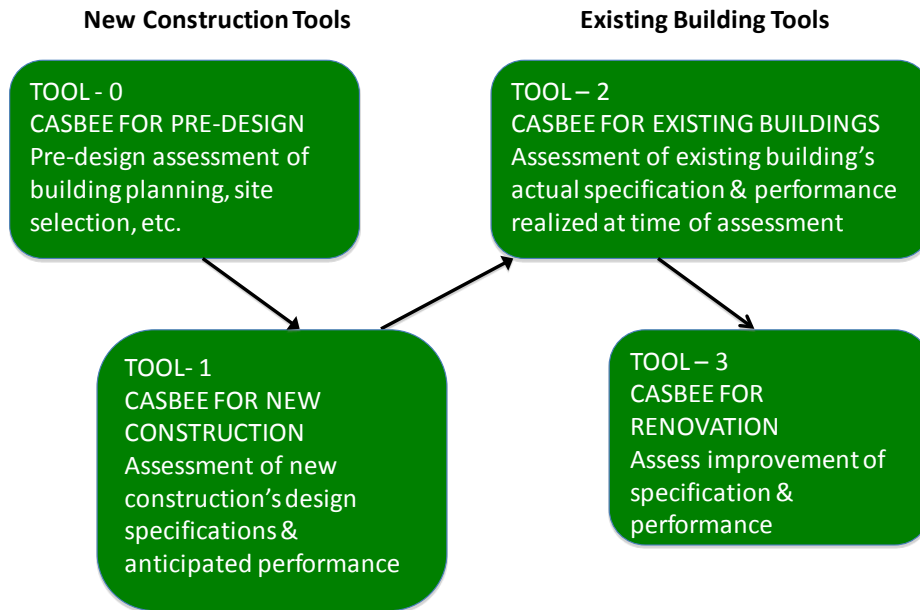 New Construction Tools
TOOL - 0
CASBEE FOR PRE-DESIGN
Pre-design assessment of
building planning, site
selection, etc.
TOOL- 1
CASBEE FOR NEW
CONSTRUCTION
Assessment of new
construction’s design
specifications &
anticipated performance
Existing Building Tools
TOOL – 2
CASBEE FOR EXISTING BUILDINGS
Assessment of existing building’s
actual specification & performance
realized at time of assessment
TOOL – 3
CASBEE FOR
RENOVATION
Assess improvement of
specification &
performance